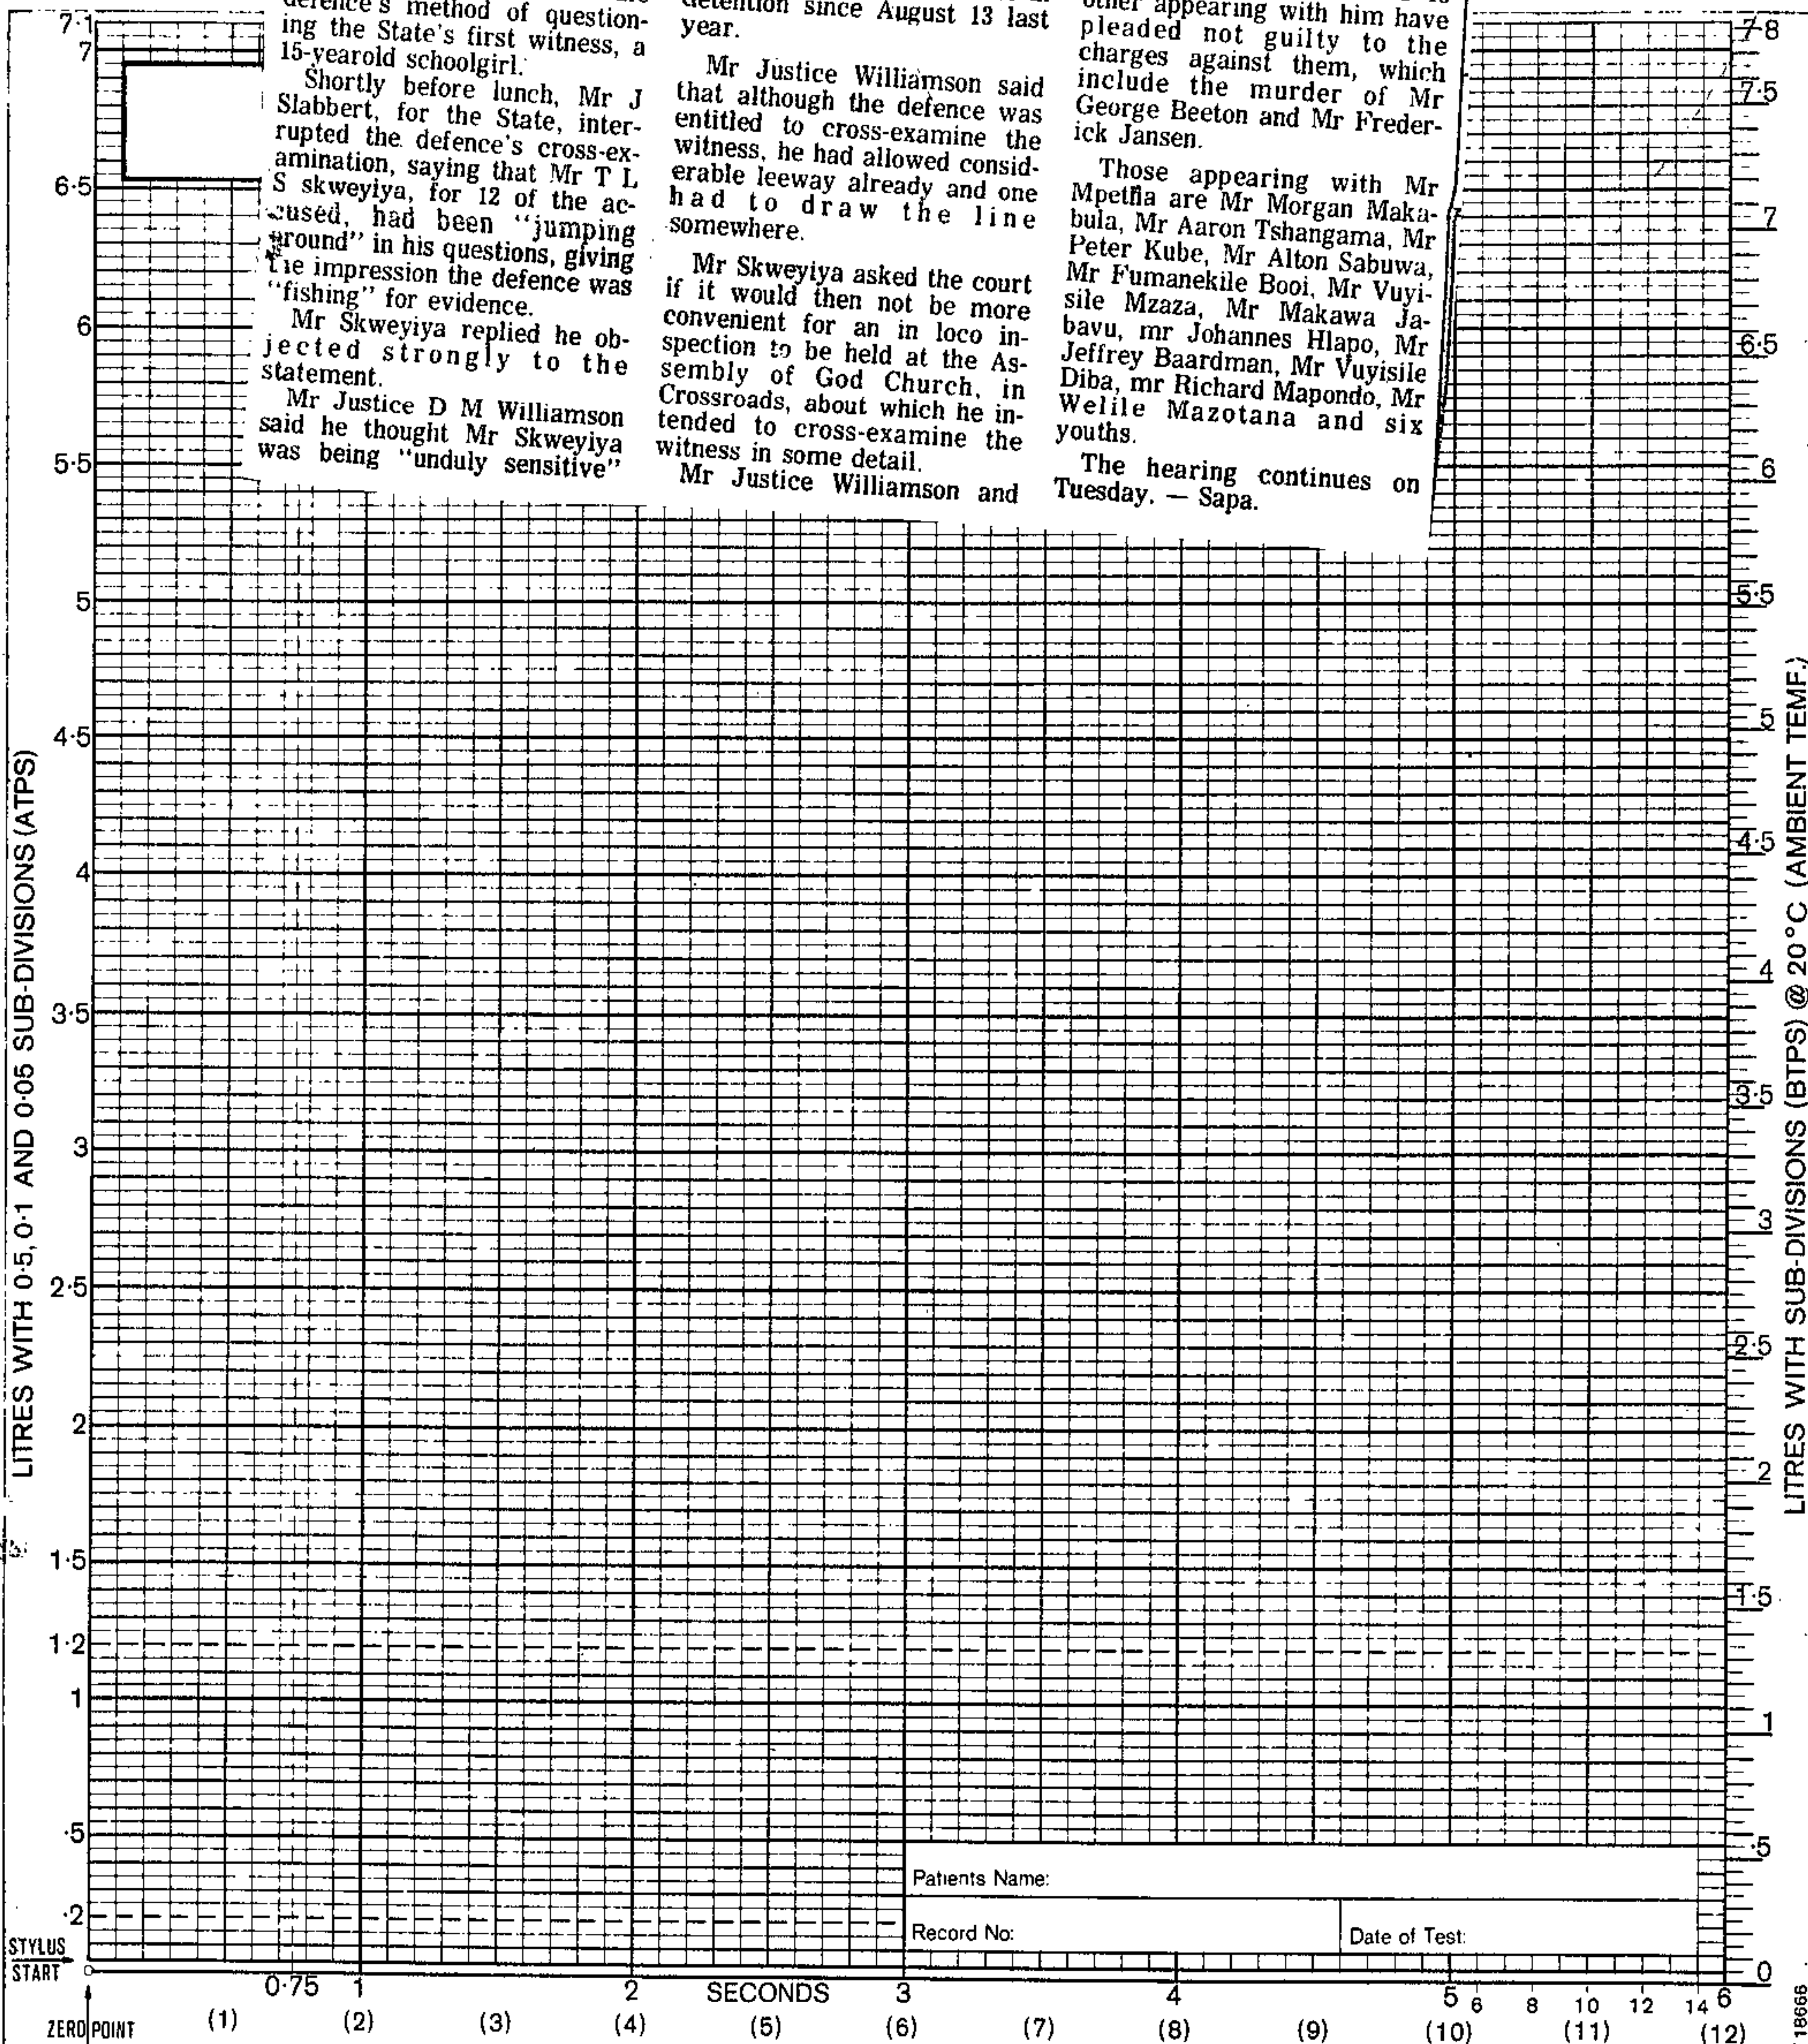 defence's method of question-
ing the State's first witness, a
15-yearold schoolgirl.
Shortly before lunch, Mr J
Slabbert, for the State, inter-
rupted the defence's cross-ex-
amination, saying that Mr T L
S skweyiya, for 12 of the ac-
cused, had been "jumping
around" in his questions, giving
the impression the defence was
"fishing" for evidence.
Mr Skweyiya replied he ob-
jected strongly to the
statement.
Mr Justice D M Williamson
said he thought Mr Skweyiya
was being "unduly sensitive"
detention since August 13 last
year.
Mr Justice Williamson said
that although the defence was
entitled to cross-examine the
witness, he had allowed consid-
erable leeway already and one
had to draw the line
somewhere.
Mr Skweyiya asked the court
if it would then not be more
convenient for an in loco in-
spection to be held at the As-
sembly of God Church, in
Crossroads, about which he in-
tended to cross-examine the
witness in some detail.
Mr Justice Williamson and
other appearing with him have
pleaded not guilty to the
charges against them, which
include the murder of Mr
George Beeton and Mr Freder-
ick Jansen.
Those appearing with Mr
Mpetha are Mr Morgan Maka-
bula, Mr Aaron Tshangama, Mr
Peter Kube, Mr Alton Sabuwa,
Mr Fumanekile Booi, Mr Vuyi-
sile Mzaza, Mr Makawa Ja-
bavu, mr Johannes Hlapo, Mr
Jeffrey Baardman, Mr Vuyisile
Diba, mr Richard Mapondo, Mr
Welile Mazotana and six
youths.
The hearing continues on
Tuesday. — Sapa.
LITRES WITH 0·5, 0·1 AND 0·05 SUB-DIVISIONS (ATPS)
7·1
7
6·5
6
5·5
5
4·5
4
3·5
3
2·5
2
1·5
1·2
1
·5
·2
STYLUS
START
0
7·8
7·5
7
6·5
6
5·5
5
4·5
4
3·5
3
2·5
2
1·5
1
·5
0
LITRES WITH SUB-DIVISIONS (BTPS) @ 20°C (AMBIENT TEMP.)
Patients Name:
Record No: Date of Test:
0·75 1 2 SECONDS 3 4 5 6 8 10 12 14 6
ZERO POINT (1) (2) (3) (4) (5) (6) (7) (8) (9) (10) (11) (12)
18666